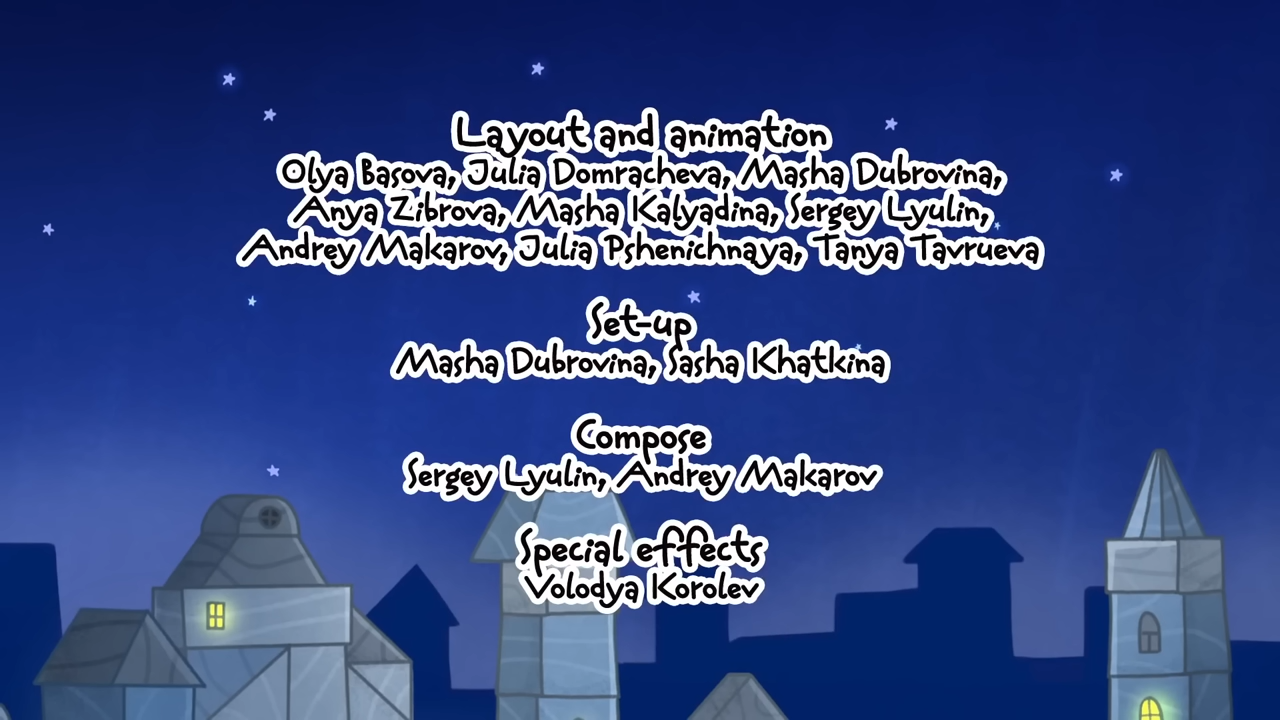 Layout and animation
Olya Basova, Julia Domracheva, Masha Dubrovina,
Anya Zibrova, Masha Kalyadina, Sergey Lyulin,
Andrey Makarov, Julia Pshenichnaya, Tanya Tavrueva
Set-up
Masha Dubrovina, Sasha Khatkina
Compose
Sergey Lyulin, Andrey Makarov
Special effects
Volodya Korolev